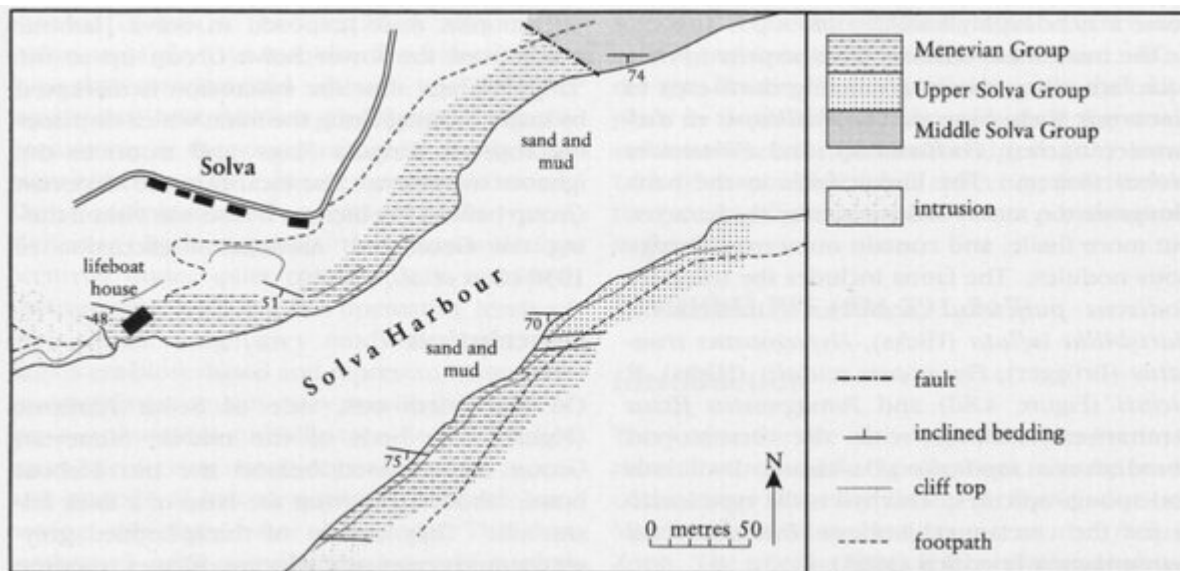 74
sand and
mud
Solva
lifeboat
house
51
48
Solva Harbour
70
sand and
mud
75
Menevian Group
Upper Solva Group
Middle Solva Group
intrusion
fault
inclined bedding
cliff top
footpath
N
0 metres 50